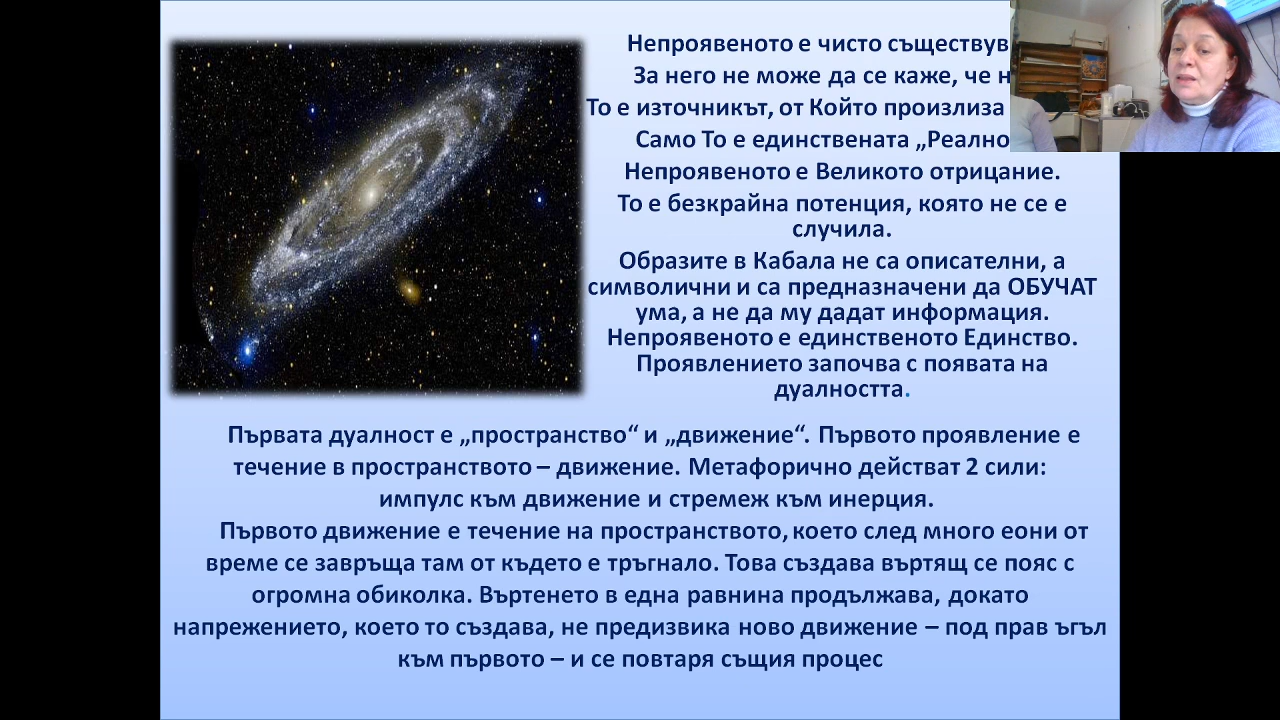 Непроявеното е чисто
За него не може да се каже, че
То е източникът, от Който произлиза
Само То е единствената
Непроявеното е Великото отрицание.
То е безкрайна потенция, която не се е
случила.
Образите в Кабала не са описателни, а
символични и са предназначени да ОБУЧАТ
ума, а не да му дадат информация.
Непроявеното е единственото Единство.
Проявлението започва с появата на
дуалността.
Първата дуалност е „пространство“ и „движение“. Първото проявление е
течение в пространството – движение. Метафорично действат 2 сили:
импулс към движение и стремеж към инерция.
Първото движение е течение на пространството, което след много еони от
време се завръща там от където е тръгнало. Това създава въртящ се пояс с
огромна обиколка. Въртенето в една равнина продължава, докато
напрежението, което то създава, не предизвика ново движение – под прав ъгъл
към първото – и се повтаря същия процес